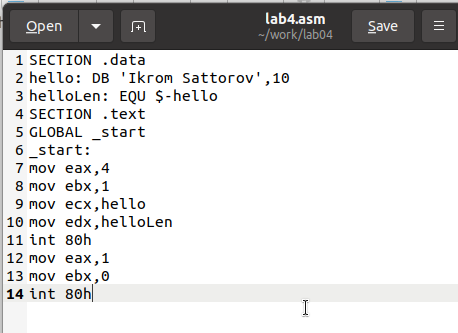 Open
lab4.asm
~/work/lab04
Save
1 SECTION .data
2 hello: DB 'Ikrom Sattorov',10
3 helloLen: EQU $-hello
4 SECTION .text
5 GLOBAL _start
6 _start:
7 mov eax,4
8 mov ebx,1
9 mov ecx,hello
10 mov edx,helloLen
11 int 80h
12 mov eax,1
13 mov ebx,0
14 int 80h